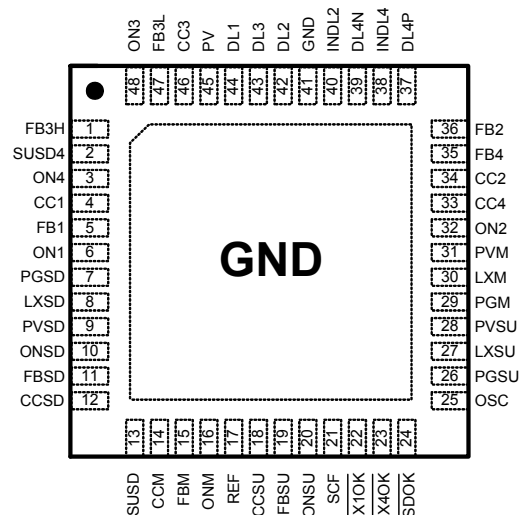 ON3 FB3L CC3 PV DL1 DL3 DL2 GND INDL2 DL4N INDL4 DL4P
48 47 46 45 44 43 42 41 40 39 38 37
FB3H 1 36 FB2
SUSD4 2 35 FB4
ON4 3 34 CC2
CC1 4 33 CC4
FB1 5 32 ON2
ON1 6 31 PVM
PGSD 7 30 LXM
LXSD 8 29 PGM
PVSD 9 28 PVSU
ONSD 10 27 LXSU
FBSD 11 26 PGSU
CCSD 12 25 OSC
GND
13 14 15 16 17 18 19 20 21 22 23 24
SUSD CCM FBM ONM REF CCSU FBSU ONSU SCF X1OK X4OK SDOK